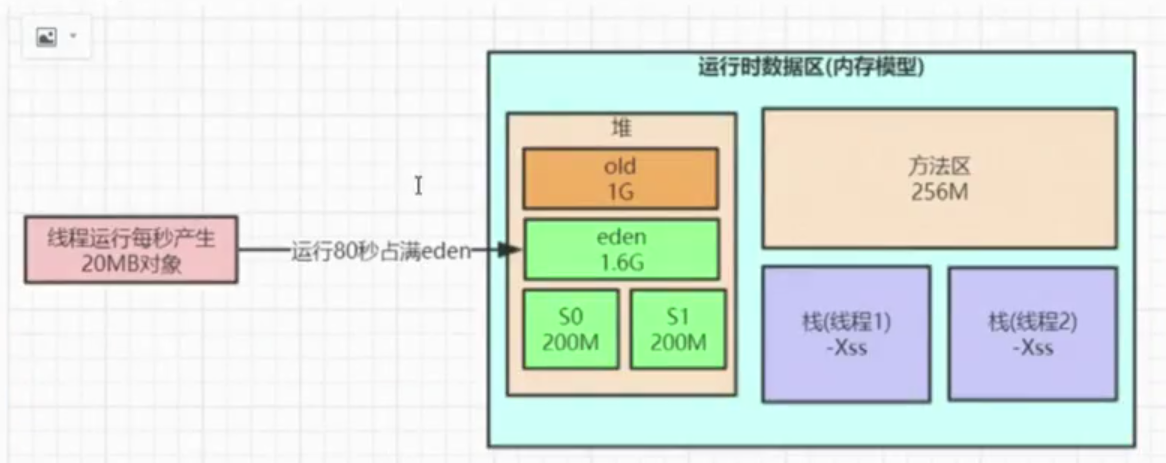 运行时数据区(内存模型)
堆
old
1G
方法区
256M
线程运行每秒产生
20MB对象
运行80秒占满eden
eden
1.6G
S0
200M
S1
200M
栈(线程1)
-Xss
栈(线程2)
-Xss